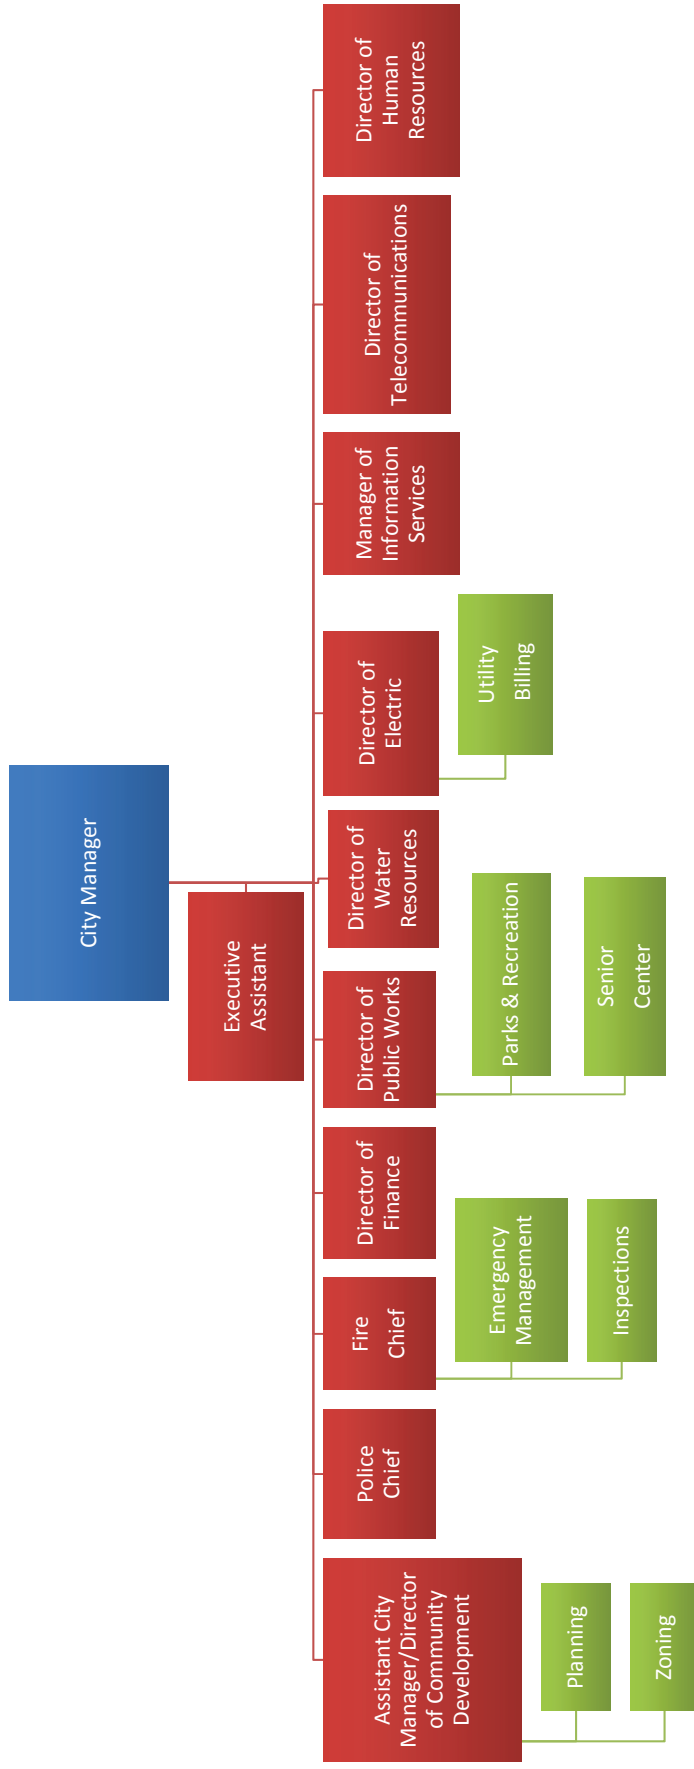 City Manager
Executive
Assistant
Assistant City
Manager/Director
of Community
Development
Planning
Zoning
Police
Chief
Fire
Chief
Emergency
Management
Inspections
Director of
Finance
Director of
Public Works
Parks & Recreation
Senior
Center
Director of
Water
Resources
Director of
Electric
Utility
Billing
Manager of
Information
Services
Director of
Telecommunications
Director of
Human
Resources